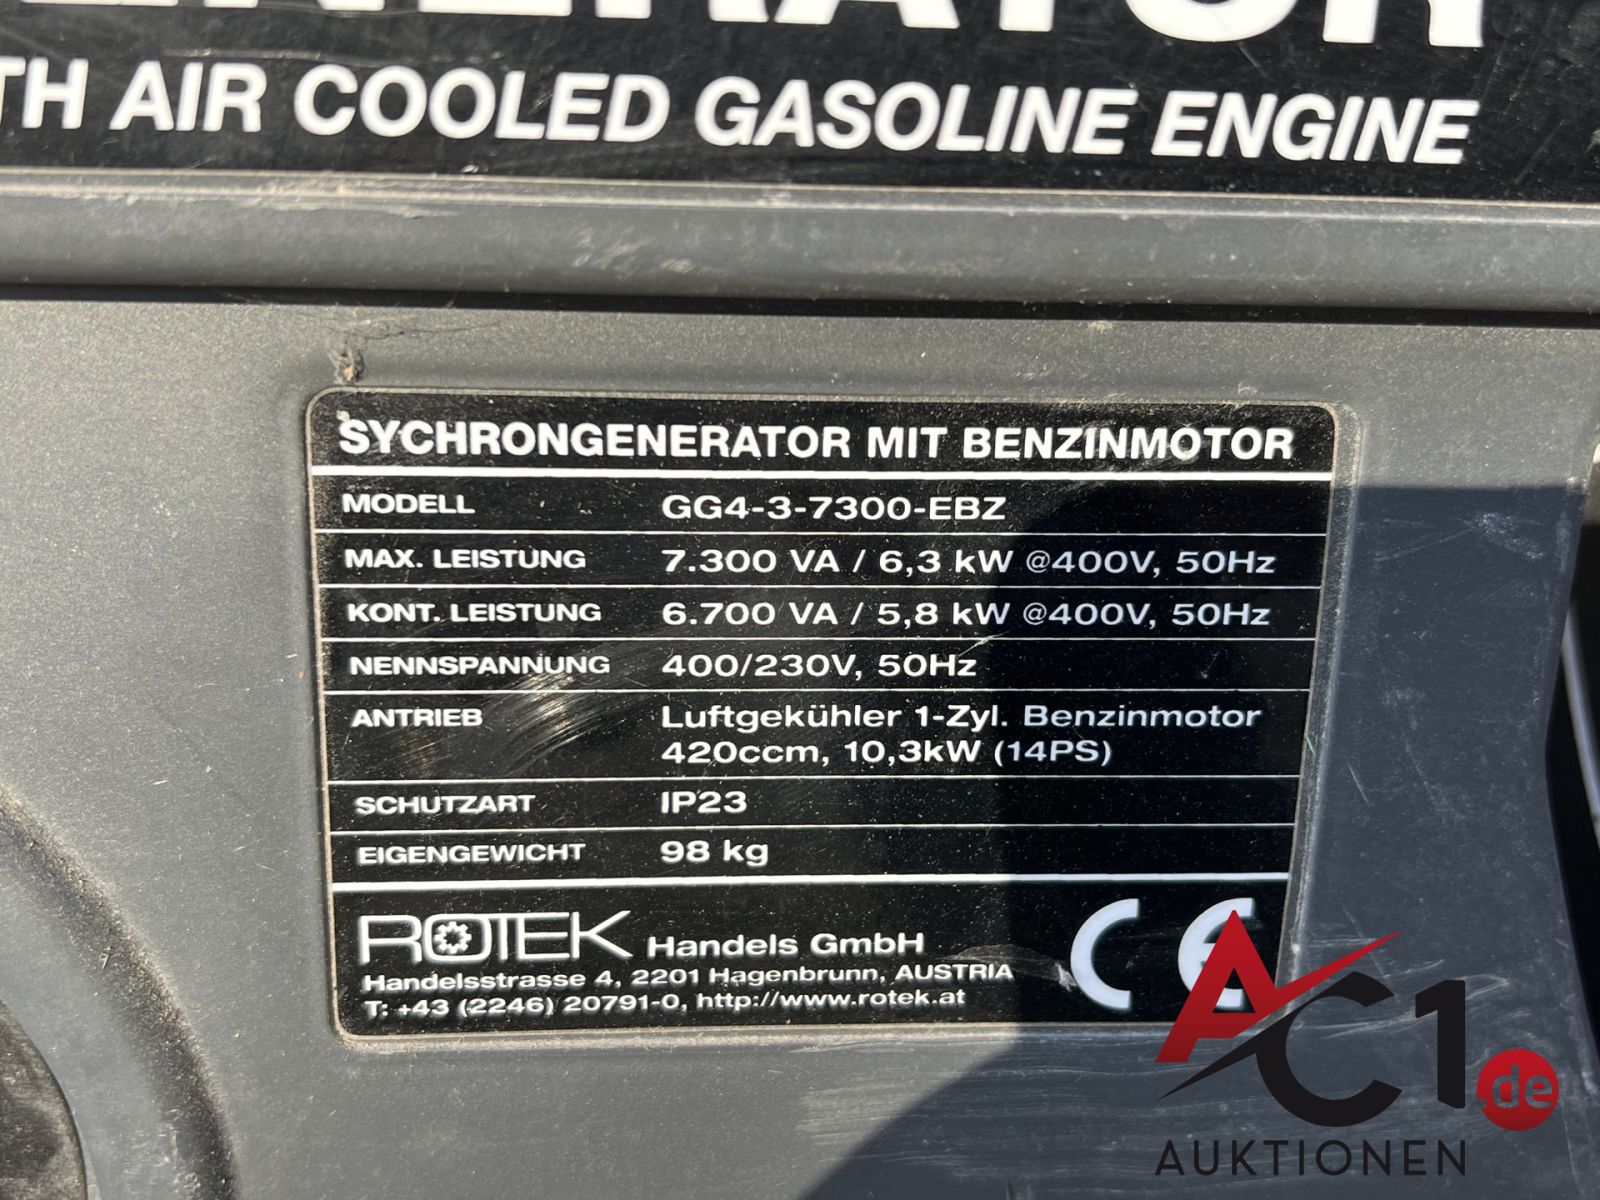 ENERATOR
TH AIR COOLED GASOLINE ENGINE
SYCHRONGENERATOR MIT BENZINMOTOR
MODELL GG4-3-7300-EBZ
MAX. LEISTUNG 7.300 VA / 6,3 kW @400V, 50Hz
KONT. LEISTUNG 6.700 VA / 5,8 kW @400V, 50Hz
NENNSPANNUNG 400/230V, 50Hz
ANTRIEB Luftgekühler 1-Zyl. Benzinmotor
420ccm, 10,3kW (14PS)
SCHUTZART IP23
EIGENGEWICHT 98 kg
ROTEK Handels GmbH CE
Handelsstrasse 4, 2201 Hagenbrunn, AUSTRIA
T: +43 (2246) 20791-0, http://www.rotek.at
AC1.de
AUKTIONEN